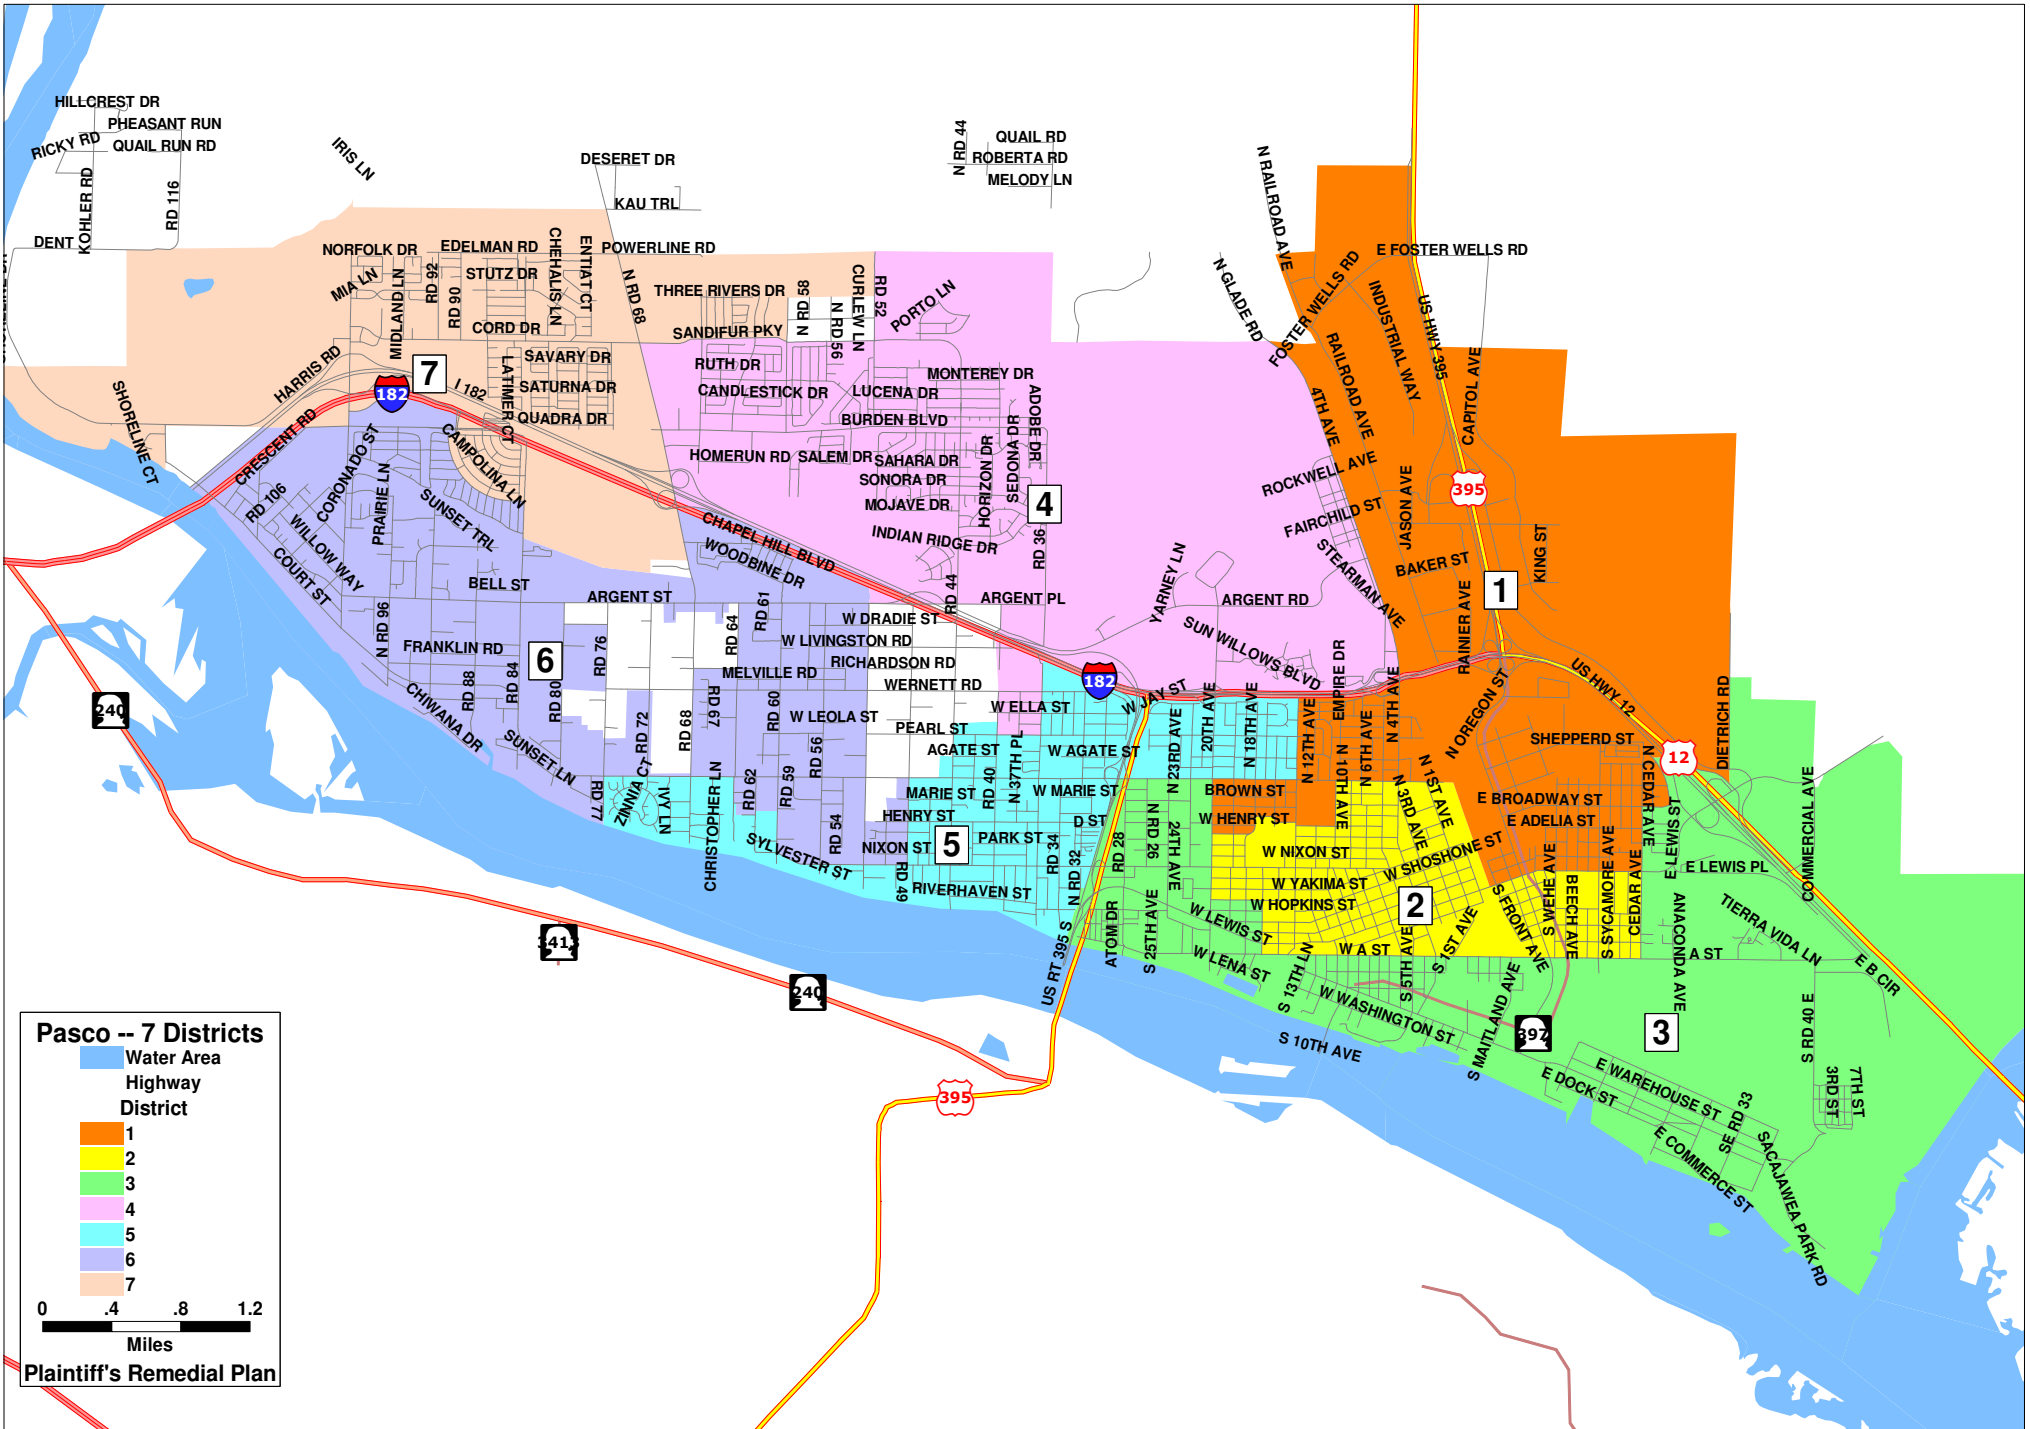 HILLCREST DR
PHEASANT RUN
RICKY RD
QUAIL RUN RD
KOHLER RD
RD 116
DENT
IRIS LN
DESERET DR
KAU TRL
N RD 44
QUAIL RD
ROBERTA RD
MELODY LN
N RAILROAD AVE
NORFOLK DR
EDELMAN RD
CHEHALIS LN
ENTIAT CT
POWERLINE RD
E FOSTER WELLS RD
MIA LN
MIDLAND LN
RD 92
RD 90
STUTZ DR
N RD 68
THREE RIVERS DR
N RD 58
N RD 56
CURLEW LN
RD 52
PORTO LN
N GLADE RD
FOSTER WELLS RD
INDUSTRIAL WAY
US HWY 395
CORD DR
SANDIFUR PKY
RAILROAD AVE
CAPITOL AVE
HARRIS RD
7
I 182
182
LATIMER CT
SAVARY DR
SATURNA DR
QUADRA DR
RUTH DR
CANDLESTICK DR
LUCENA DR
MONTEREY DR
BURDEN BLVD
ADOBE DR
4TH AVE
SHORELINE CT
CRESCENT RD
CORONADO ST
CAMPOLINA LN
HOMERUN RD
SALEM DR
SAHARA DR
SONORA DR
MOJAVE DR
HORIZON DR
SEDONA DR
4
ROCKWELL AVE
FAIRCHILD ST
JASON AVE
395
RD 106
WILLOW WAY
PRAIRIE LN
SUNSET TRL
COURT ST
CHAPEL HILL BLVD
WOODBINE DR
INDIAN RIDGE DR
RD 36
STEARMAN AVE
BAKER ST
KING ST
BELL ST
ARGENT ST
RD 44
ARGENT PL
YARNEY LN
ARGENT RD
RAINIER AVE
1
N RD 96
FRANKLIN RD
6
RD 76
RD 64
RD 61
W DRADIE ST
W LIVINGSTON RD
RICHARDSON RD
MELVILLE RD
WERNETT RD
182
SUN WILLOWS BLVD
EMPIRE DR
US HWY 12
240
CHIWANA DR
RD 88
RD 84
RD 80
SUNSET LN
RD 72
RD 68
RD 67
RD 60
W LEOLA ST
RD 56
PEARL ST
W ELLA ST
W JAY ST
N 23RD AVE
20TH AVE
N 18TH AVE
N 12TH AVE
N 10TH AVE
N 6TH AVE
N 4TH AVE
N 1ST AVE
N OREGON ST
SHEPPERD ST
N CEDAR AVE
12
DIETRICH RD
AGATE ST
W AGATE ST
N 37TH PL
RD 77
ZINNIA CT
IVY LN
CHRISTOPHER LN
RD 62
RD 59
MARIE ST
RD 40
W MARIE ST
BROWN ST
N 3RD AVE
E BROADWAY ST
E ADELIA ST
E LEWIS ST
COMMERCIAL AVE
HENRY ST
D ST
W HENRY ST
RD 54
SYLVESTER ST
NIXON ST
5
PARK ST
RD 34
N RD 32
RD 28
N RD 26
24TH AVE
W NIXON ST
W SHOSHONE ST
W YAKIMA ST
W HOPKINS ST
2
S WEHE AVE
BEECH AVE
S SYCAMORE AVE
CEDAR AVE
E LEWIS PL
RD 49
RIVERHAVEN ST
US RT 395 S
ATOM DR
S 25TH AVE
W LEWIS ST
W LENA ST
W A ST
S 5TH AVE
S 1ST AVE
S FRONT AVE
ANACONDA AVE
A ST
TIERRA VIDA LN
E B CIR
240
S 13TH LN
W WASHINGTON ST
S MAITLAND AVE
397
3
S RD 40 E
S 10TH AVE
E DOCK ST
E WAREHOUSE ST
SE RD 33
3RD ST
7TH ST
E COMMERCE ST
SACAJAWEA PARK RD
395
Pasco -- 7 Districts
Water Area
Highway
District
1
2
3
4
5
6
7
0 .4 .8 1.2
Miles
Plaintiff's Remedial Plan